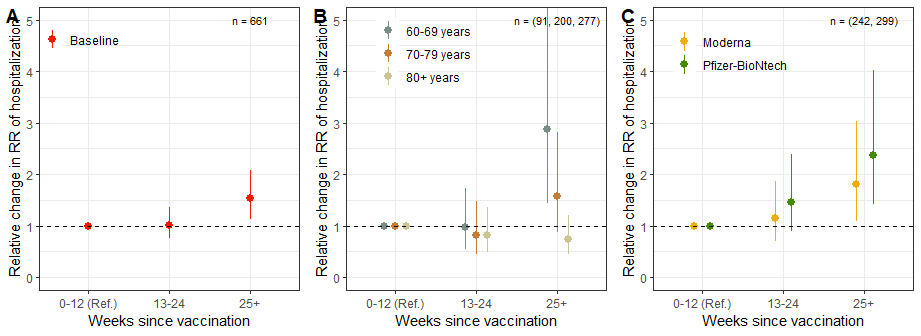 A
Relative change in RR of hospitalization
5
4
3
2
1
0
n = 661
Baseline
0-12 (Ref.)
13-24
25+
Weeks since vaccination
B
Relative change in RR of hospitalization
5
4
3
2
1
0
n = (91, 200, 277)
60-69 years
70-79 years
80+ years
0-12 (Ref.)
13-24
25+
Weeks since vaccination
C
Relative change in RR of hospitalization
5
4
3
2
1
0
n = (242, 299)
Moderna
Pfizer-BioNtech
0-12 (Ref.)
13-24
25+
Weeks since vaccination